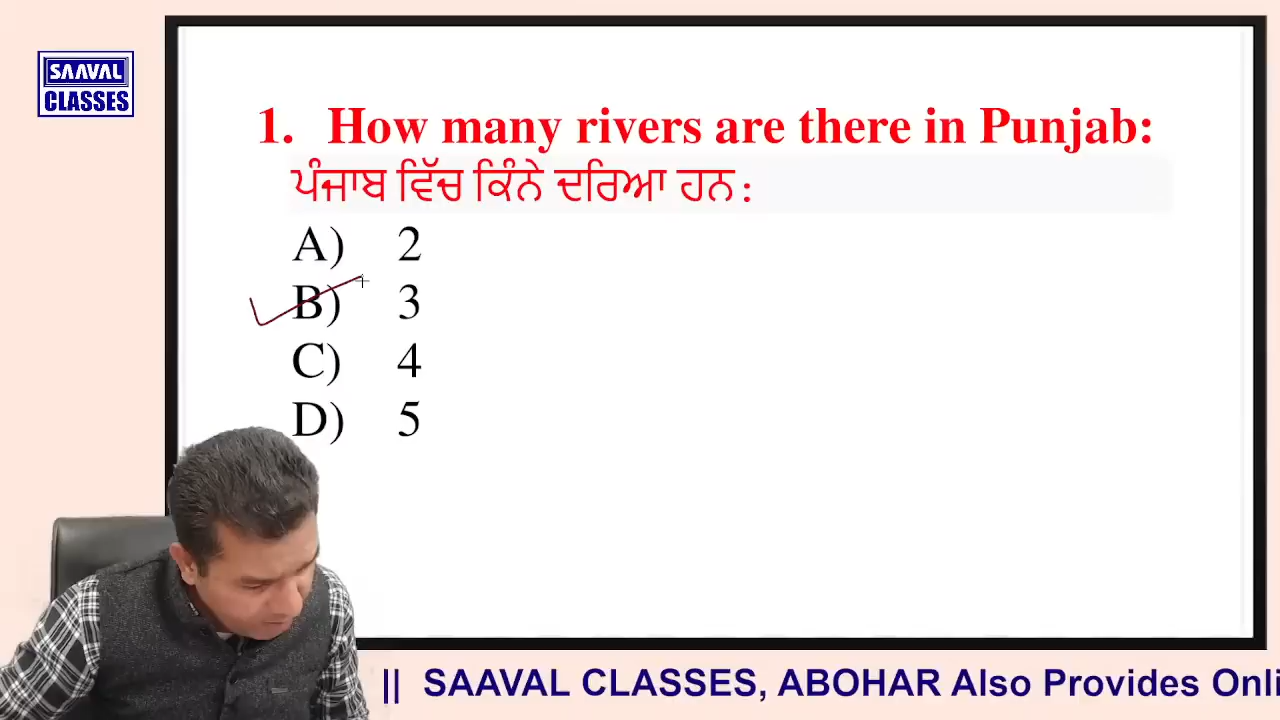 SAAVAL
CLASSES
1. How many rivers are there in Punjab:
ਪੰਜਾਬ ਵਿੱਚ ਕਿੰਨੇ ਦਰਿਆ ਹਨ:
A) 2
B) 3
C) 4
D) 5
|| SAAVAL CLASSES, ABOHAR Also Provides Onli